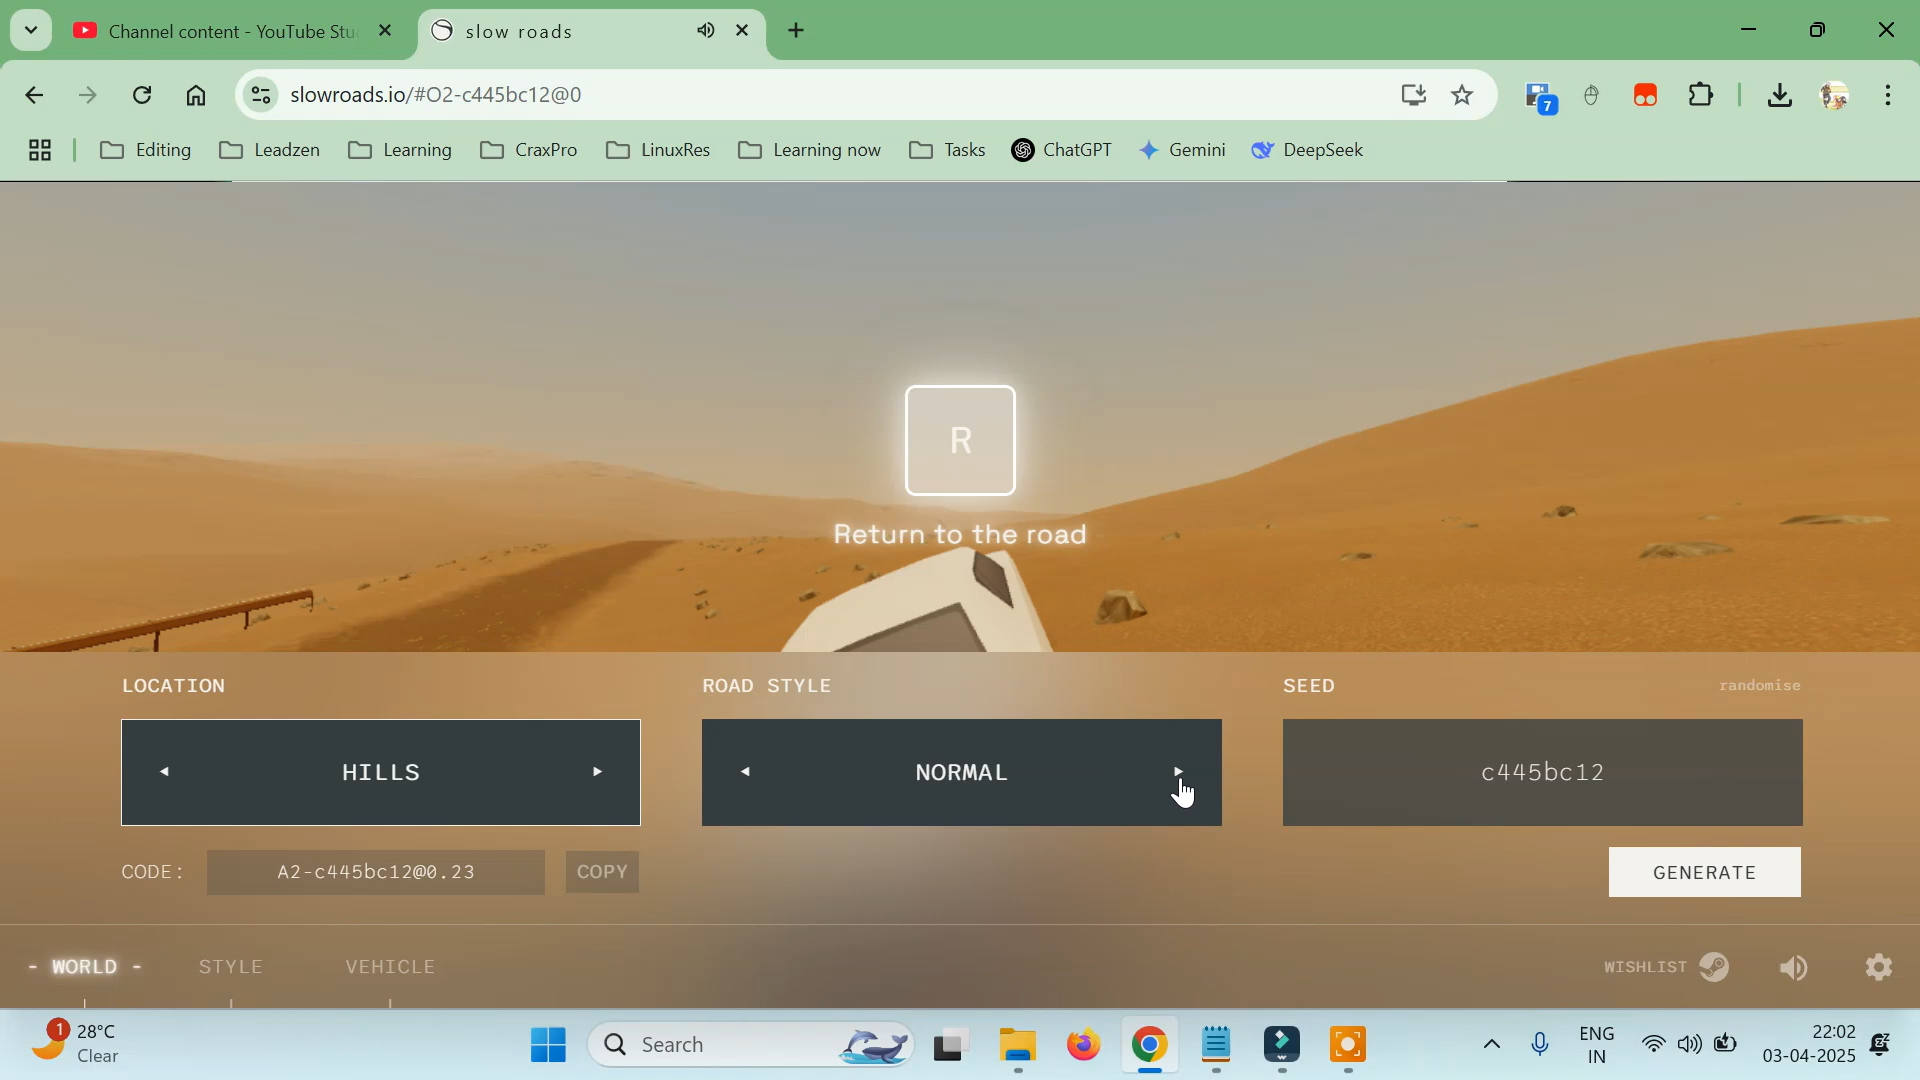 Channel content - YouTube Stu
slow roads
slowroads.io/#O2-c445bc12@0
7
Editing
Leadzen
Learning
CraxPro
LinuxRes
Learning now
Tasks
ChatGPT
Gemini
DeepSeek
R
Return to the road
LOCATION
ROAD STYLE
SEED
randomise
HILLS
NORMAL
c445bc12
CODE:
A2-c445bc12@0.23
COPY
GENERATE
- WORLD -
STYLE
VEHICLE
WISHLIST
1
28°C
Clear
Search
ENG
IN
22:02
03-04-2025